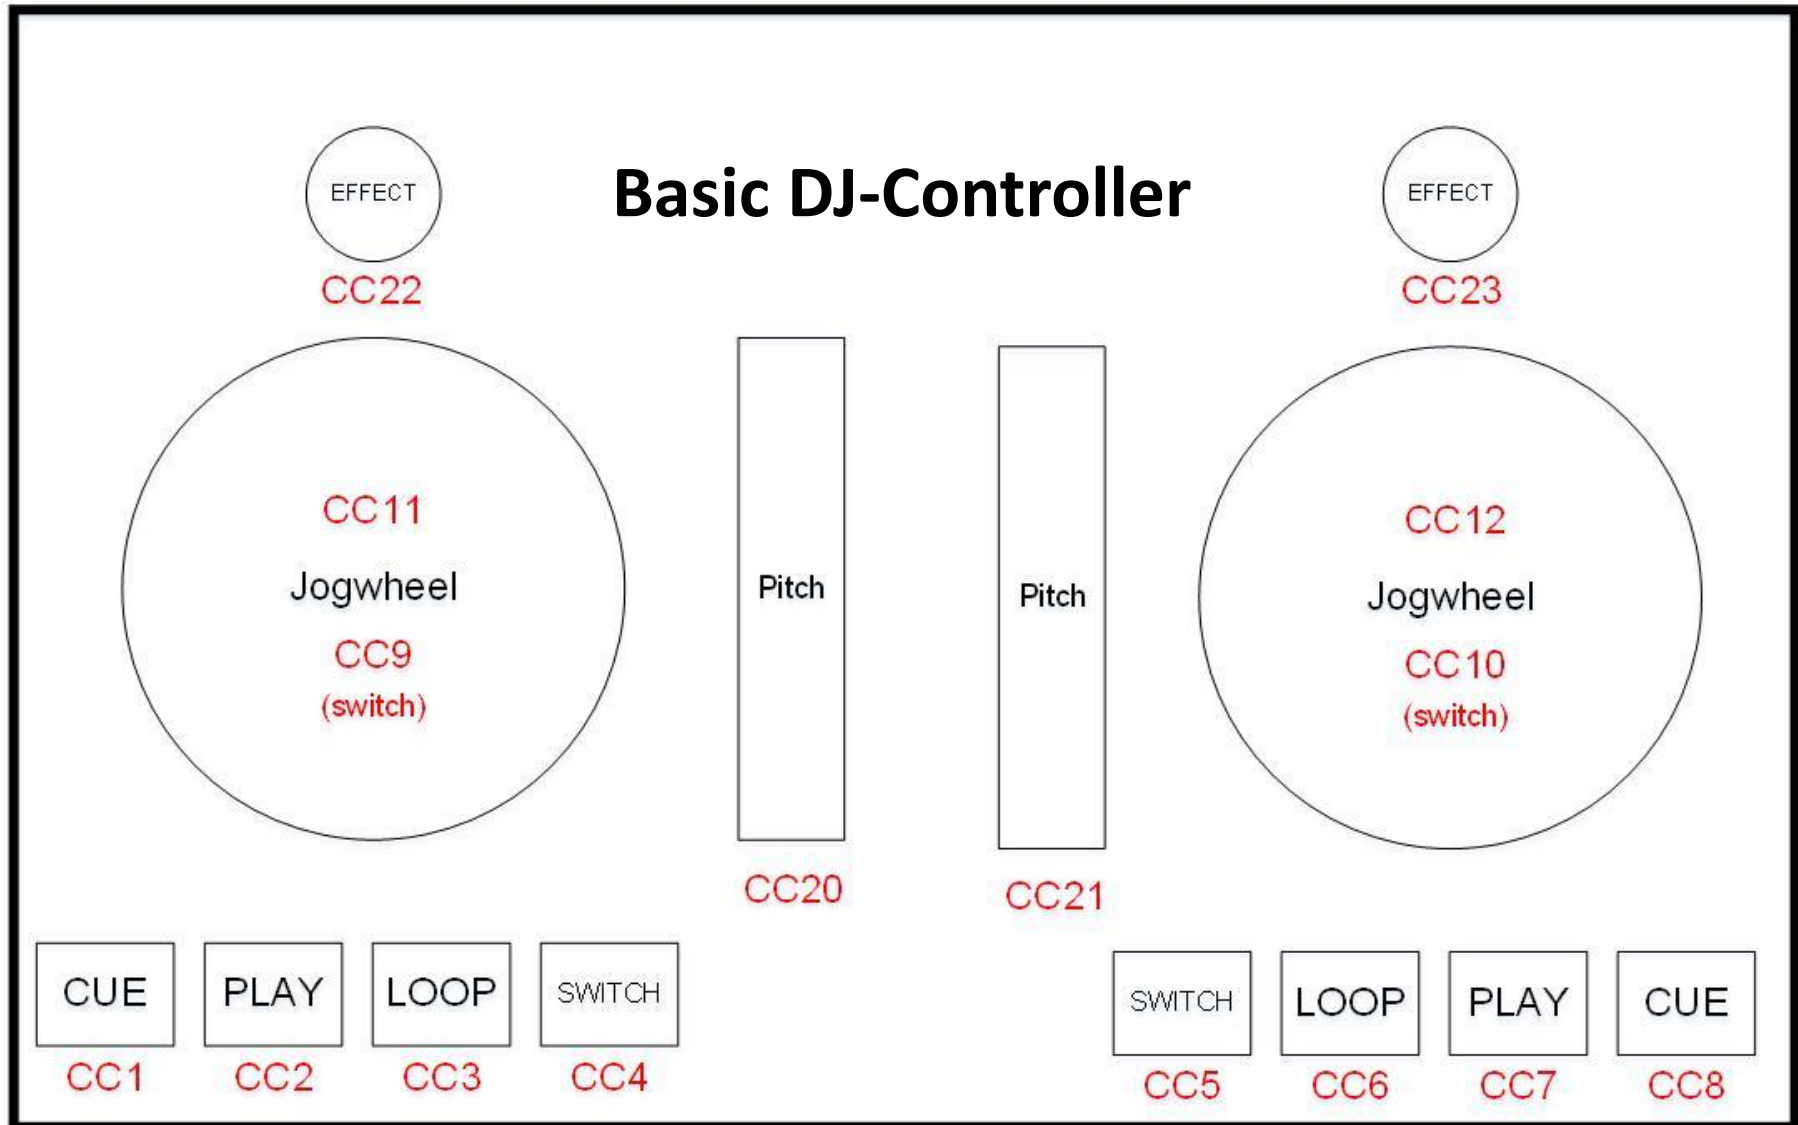 EFFECT
Basic DJ-Controller
EFFECT
CC22
CC23
CC11
Jogwheel
CC9
(switch)
Pitch
Pitch
CC12
Jogwheel
CC10
(switch)
CC20
CC21
CUE
PLAY
LOOP
SWITCH
SWITCH
LOOP
PLAY
CUE
CC1
CC2
CC3
CC4
CC5
CC6
CC7
CC8